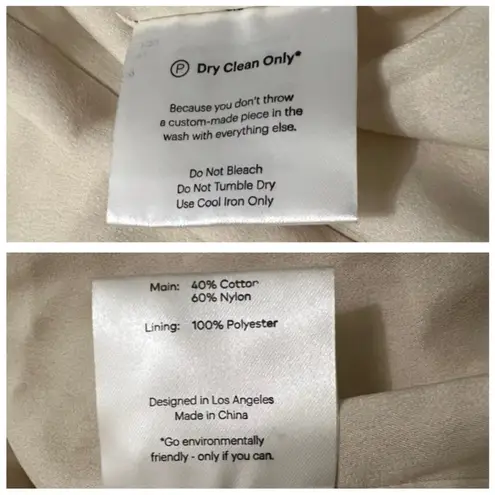 P Dry Clean Only*
Because you don't throw
a custom-made piece in the
wash with everything else.
Do Not Bleach
Do Not Tumble Dry
Use Cool Iron Only
Main: 40% Cotton
60% Nylon
Lining: 100% Polyester
Designed in Los Angeles
Made in China
*Go environmentally
friendly - only if you can.